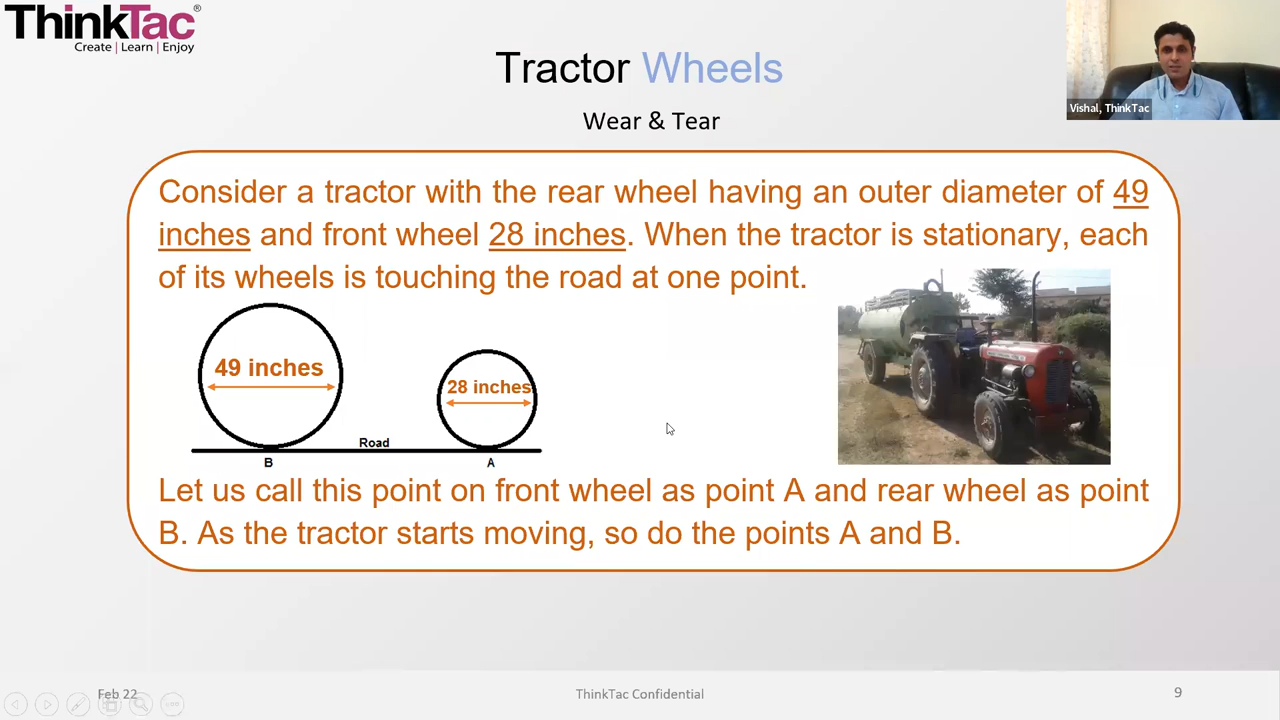 ThinkTac®
Create | Learn | Enjoy
Tractor Wheels
Wear & Tear
Vishal, ThinkTac
Consider a tractor with the rear wheel having an outer diameter of 49
inches and front wheel 28 inches. When the tractor is stationary, each
of its wheels is touching the road at one point.
49 inches
28 inches
Road
B
A
Let us call this point on front wheel as point A and rear wheel as point
B. As the tractor starts moving, so do the points A and B.
Feb 22
ThinkTac Confidential
9